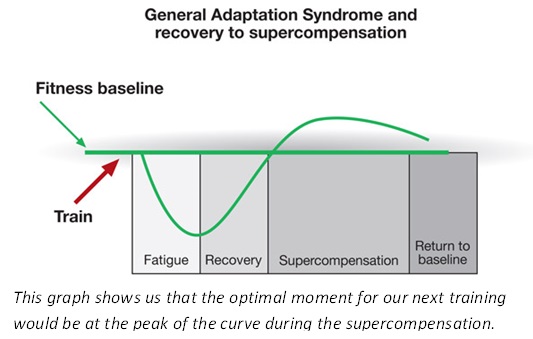 General Adaptation Syndrome and
recovery to supercompensation
Fitness baseline
Train
Fatigue
Recovery
Supercompensation
Return to
baseline
This graph shows us that the optimal moment for our next training
would be at the peak of the curve during the supercompensation.